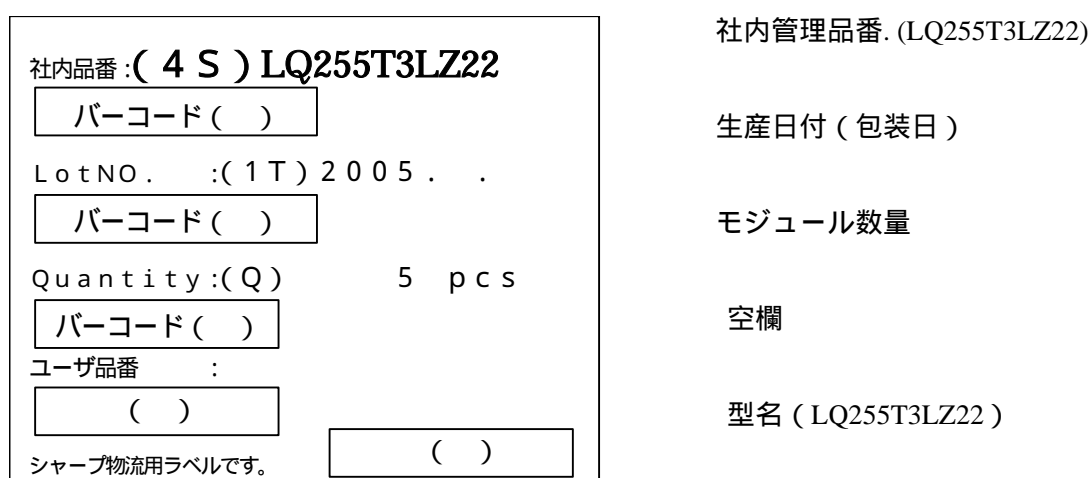 社内品番:(４Ｓ)LQ255T3LZ22
バーコード(　)
LotNO.　:(1T)2005.　.
バーコード(　)
Quantity:(Q)　5 pcs
バーコード(　)
ユーザ品番　:
(　)
(　)
シャープ物流用ラベルです。
社内管理品番. (LQ255T3LZ22)
生産日付(包装日)
モジュール数量
空欄
型名(LQ255T3LZ22)